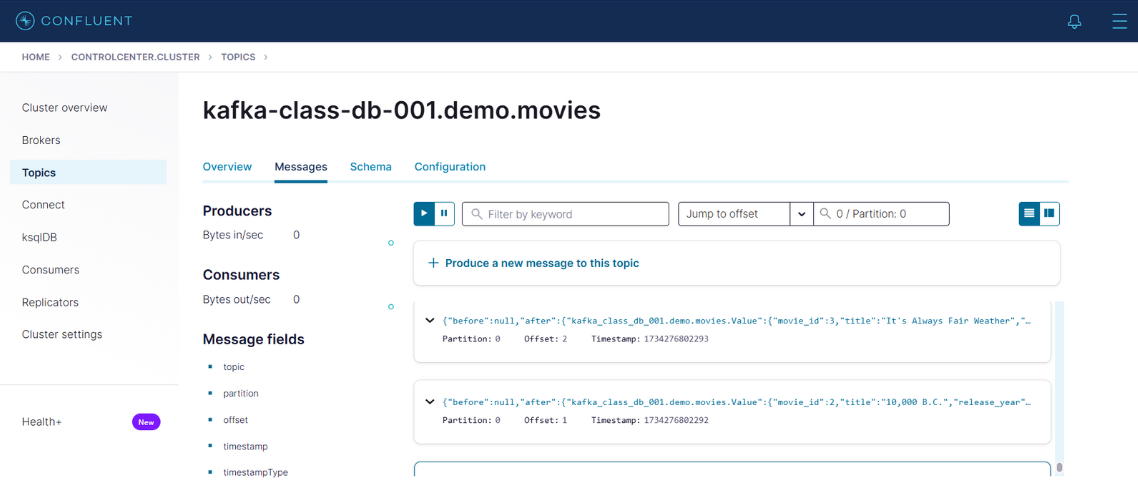 CONFLUENT
HOME > CONTROLCENTER.CLUSTER > TOPICS >
Cluster overview
Brokers
Topics
Connect
ksqlDB
Consumers
Replicators
Cluster settings
Health+ New
kafka-class-db-001.demo.movies
Overview Messages Schema Configuration
Producers
Bytes in/sec 0
Consumers
Bytes out/sec 0
Message fields
topic
partition
offset
timestamp
timestampType
Filter by keyword Jump to offset 0 / Partition: 0
+ Produce a new message to this topic
{"before":null,"after":{"kafka_class_db_001.demo.movies.Value":{"movie_id":3,"title":"It's Always Fair Weather","…
Partition: 0 Offset: 2 Timestamp: 1734276802293
{"before":null,"after":{"kafka_class_db_001.demo.movies.Value":{"movie_id":2,"title":"10,000 B.C.","release_year"…
Partition: 0 Offset: 1 Timestamp: 1734276802292